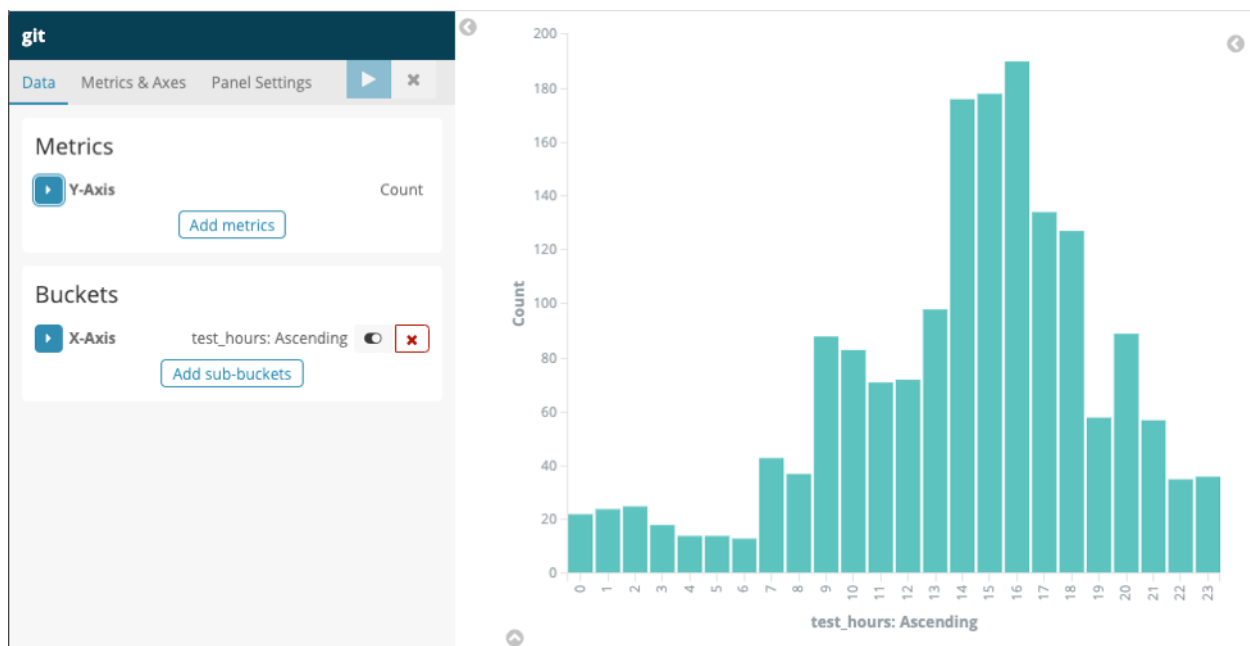 git
Data Metrics & Axes Panel Settings
Metrics
Y-Axis Count
Add metrics
Buckets
X-Axis test_hours: Ascending
Add sub-buckets
200
180
160
140
120
100
80
60
40
20
0
Count
0 1 2 3 4 5 6 7 8 9 10 11 12 13 14 15 16 17 18 19 20 21 22 23
test_hours: Ascending